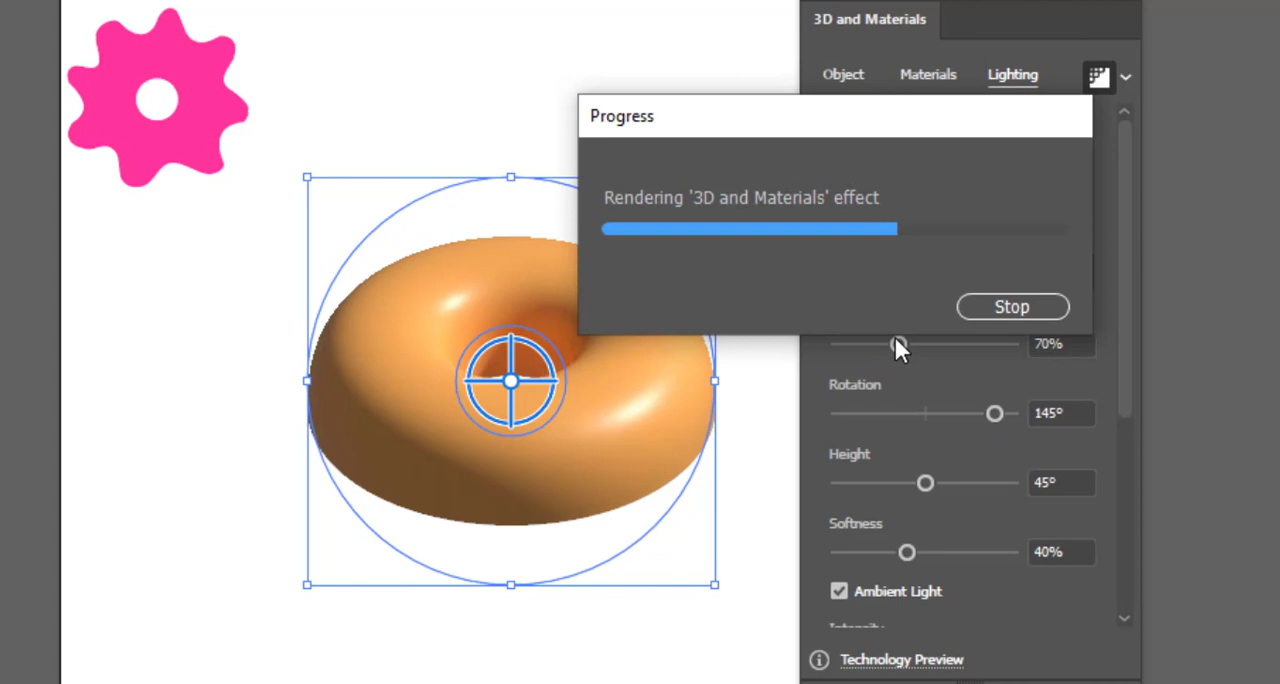 3D and Materials
Object Materials Lighting
Progress
Rendering '3D and Materials' effect
Stop
70%
Rotation
145°
Height
45°
Softness
40%
Ambient Light
Intensity
Technology Preview